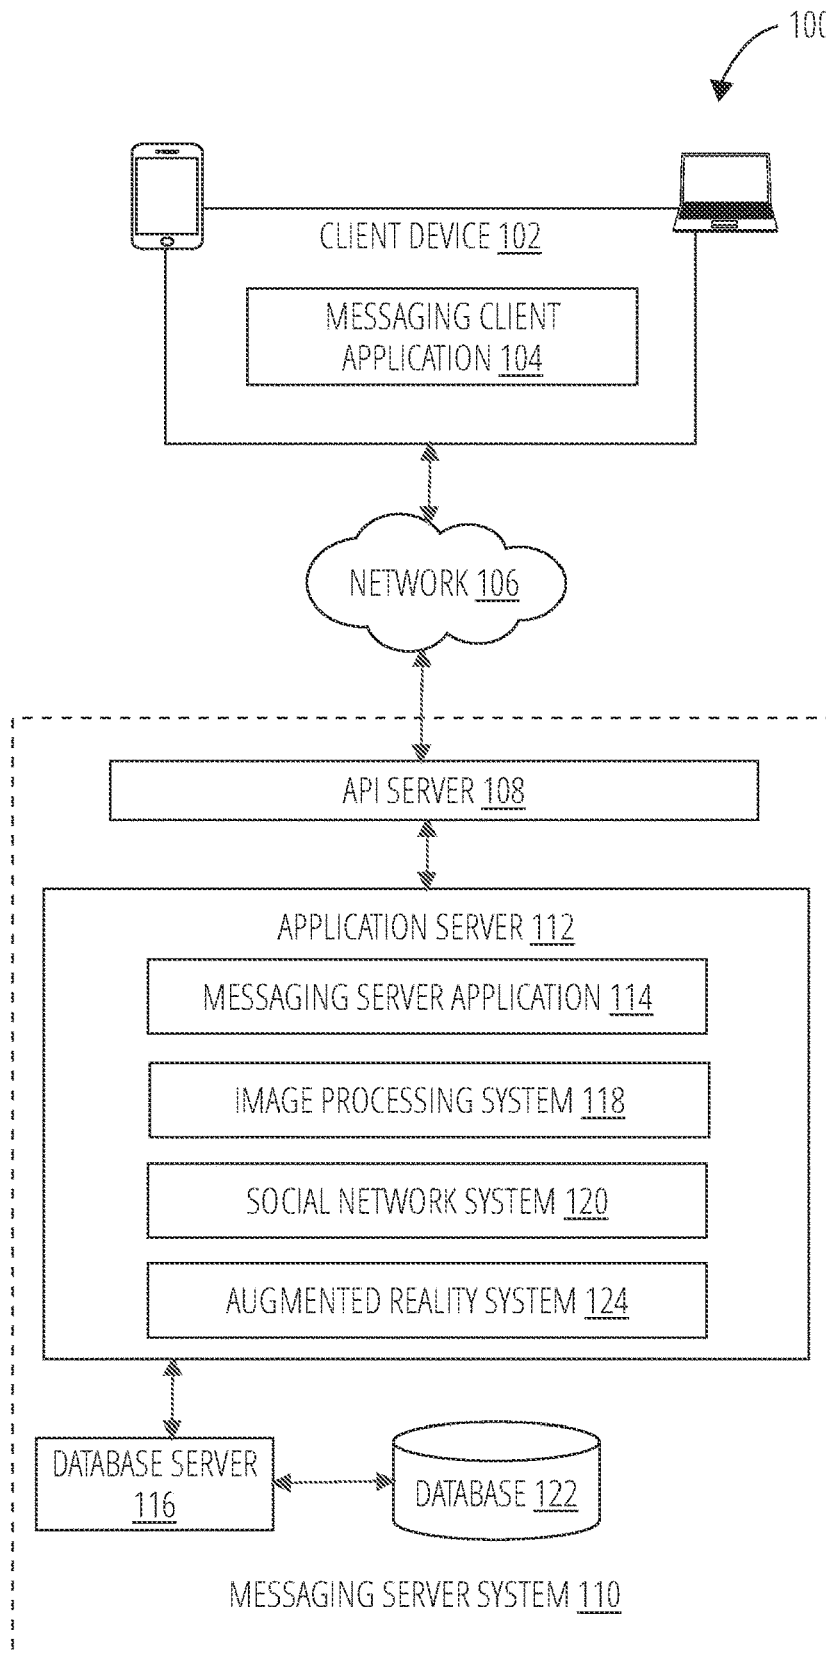 100
CLIENT DEVICE 102
MESSAGING CLIENT
APPLICATION 104
NETWORK 106
API SERVER 108
APPLICATION SERVER 112
MESSAGING SERVER APPLICATION 114
IMAGE PROCESSING SYSTEM 118
SOCIAL NETWORK SYSTEM 120
AUGMENTED REALITY SYSTEM 124
DATABASE SERVER
116
DATABASE 122
MESSAGING SERVER SYSTEM 110